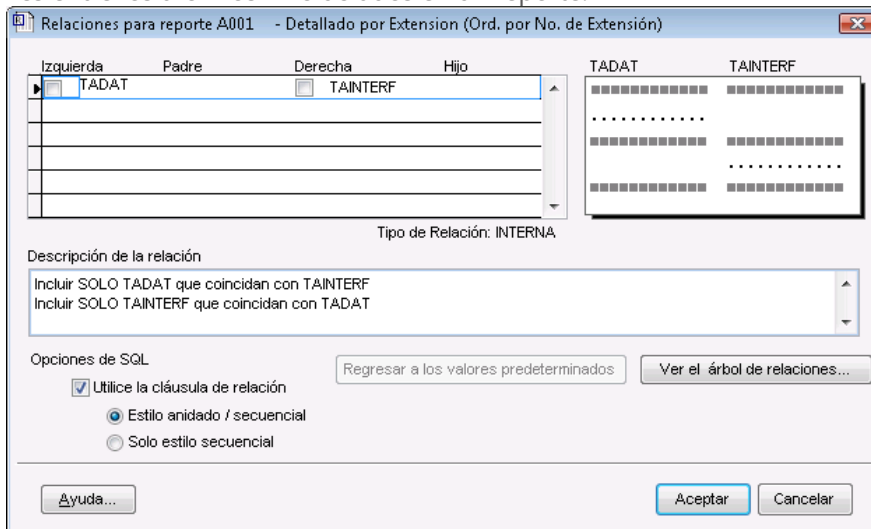 Relaciones para reporte A001 - Detallado por Extension (Ord. por No. de Extensión)
Izquierda Padre Derecha Hijo TADAT TAINTERF
TADAT TAINTERF
Tipo de Relación: INTERNA
Descripción de la relación
Incluir SOLO TADAT que coincidan con TAINTERF
Incluir SOLO TAINTERF que coincidan con TADAT
Opciones de SQL
Regresar a los valores predeterminados Ver el árbol de relaciones...
Utilice la cláusula de relación
Estilo anidado / secuencial
Solo estilo secuencial
Ayuda... Aceptar Cancelar